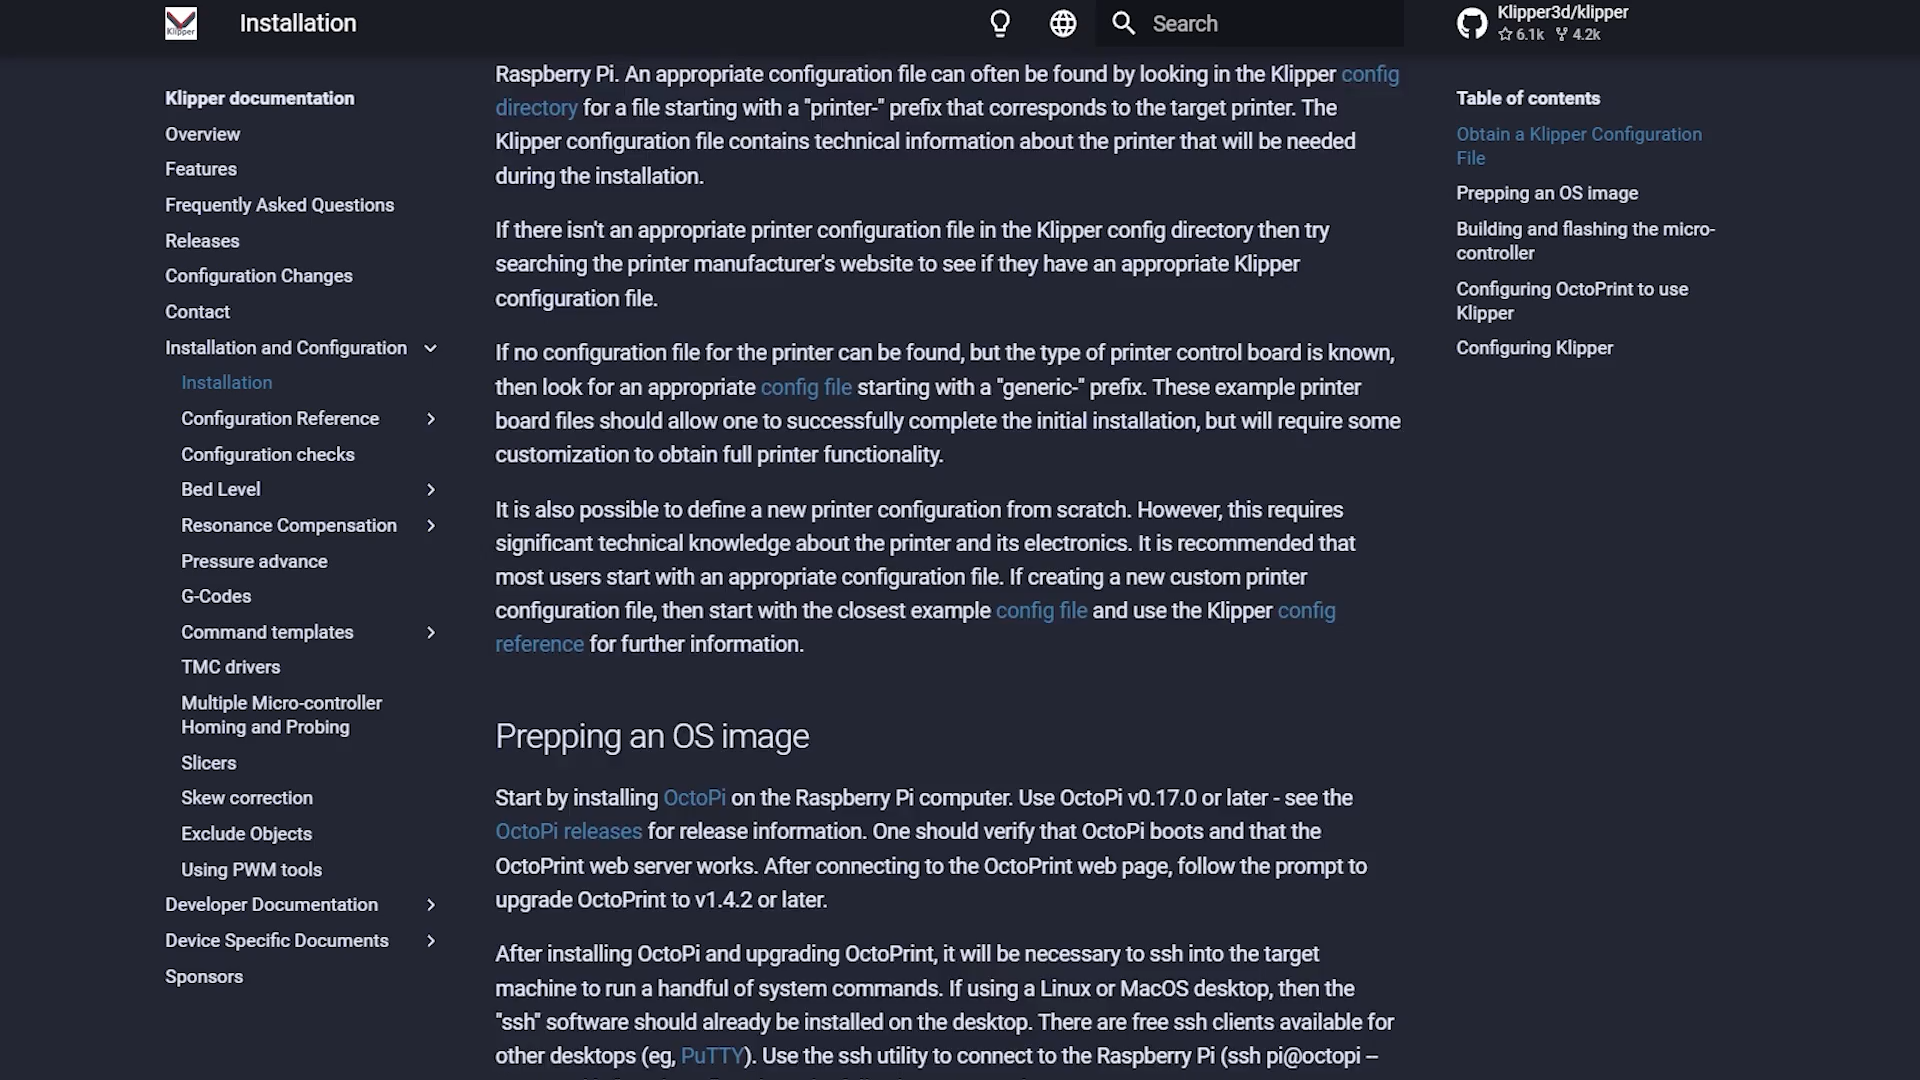 Klipper
Installation
Search
Klipper3d/klipper
6.1k 4.2k
Klipper documentation
Overview
Features
Frequently Asked Questions
Releases
Configuration Changes
Contact
Installation and Configuration
Installation
Configuration Reference
Configuration checks
Bed Level
Resonance Compensation
Pressure advance
G-Codes
Command templates
TMC drivers
Multiple Micro-controller
Homing and Probing
Slicers
Skew correction
Exclude Objects
Using PWM tools
Developer Documentation
Device Specific Documents
Sponsors
Raspberry Pi. An appropriate configuration file can often be found by looking in the Klipper config
directory for a file starting with a "printer-" prefix that corresponds to the target printer. The
Klipper configuration file contains technical information about the printer that will be needed
during the installation.
If there isn't an appropriate printer configuration file in the Klipper config directory then try
searching the printer manufacturer's website to see if they have an appropriate Klipper
configuration file.
If no configuration file for the printer can be found, but the type of printer control board is known,
then look for an appropriate config file starting with a "generic-" prefix. These example printer
board files should allow one to successfully complete the initial installation, but will require some
customization to obtain full printer functionality.
It is also possible to define a new printer configuration from scratch. However, this requires
significant technical knowledge about the printer and its electronics. It is recommended that
most users start with an appropriate configuration file. If creating a new custom printer
configuration file, then start with the closest example config file and use the Klipper config
reference for further information.
Prepping an OS image
Start by installing OctoPi on the Raspberry Pi computer. Use OctoPi v0.17.0 or later - see the
OctoPi releases for release information. One should verify that OctoPi boots and that the
OctoPrint web server works. After connecting to the OctoPrint web page, follow the prompt to
upgrade OctoPrint to v1.4.2 or later.
After installing OctoPi and upgrading OctoPrint, it will be necessary to ssh into the target
machine to run a handful of system commands. If using a Linux or MacOS desktop, then the
"ssh" software should already be installed on the desktop. There are free ssh clients available for
other desktops (eg, PuTTY). Use the ssh utility to connect to the Raspberry Pi (ssh pi@octopi –
Table of contents
Obtain a Klipper Configuration
File
Prepping an OS image
Building and flashing the micro-
controller
Configuring OctoPrint to use
Klipper
Configuring Klipper